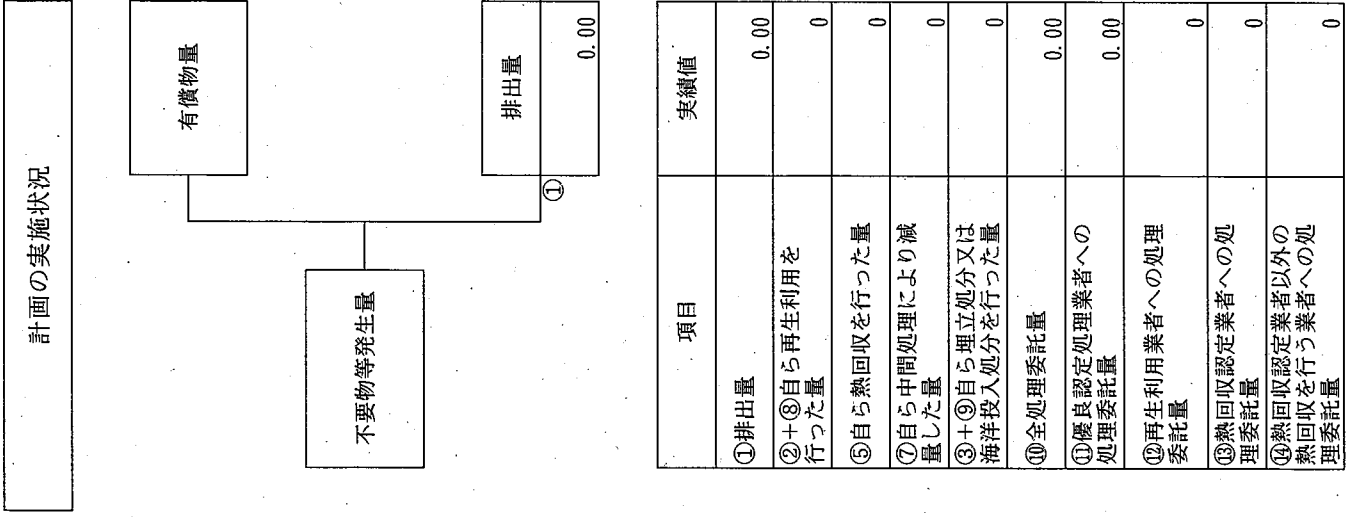 計画の実施状況
有償物量
不要物等発生量
排出量
①
0.00
項目
実績値
①排出量
0.00
②+⑧自ら再生利用を
行った量
0
⑤自ら熱回収を行った量
0
⑦自ら中間処理により減
量した量
0
③+⑨自ら埋立処分又は
海洋投入処分を行った量
0
⑩全処理委託量
0.00
⑪優良認定処理業者への
処理委託量
0.00
⑫再生利用業者への処理
委託量
0
⑬熱回収認定業者への処
理委託量
0
⑭熱回収認定業者以外の
熱回収を行う業者への処
理委託量
0